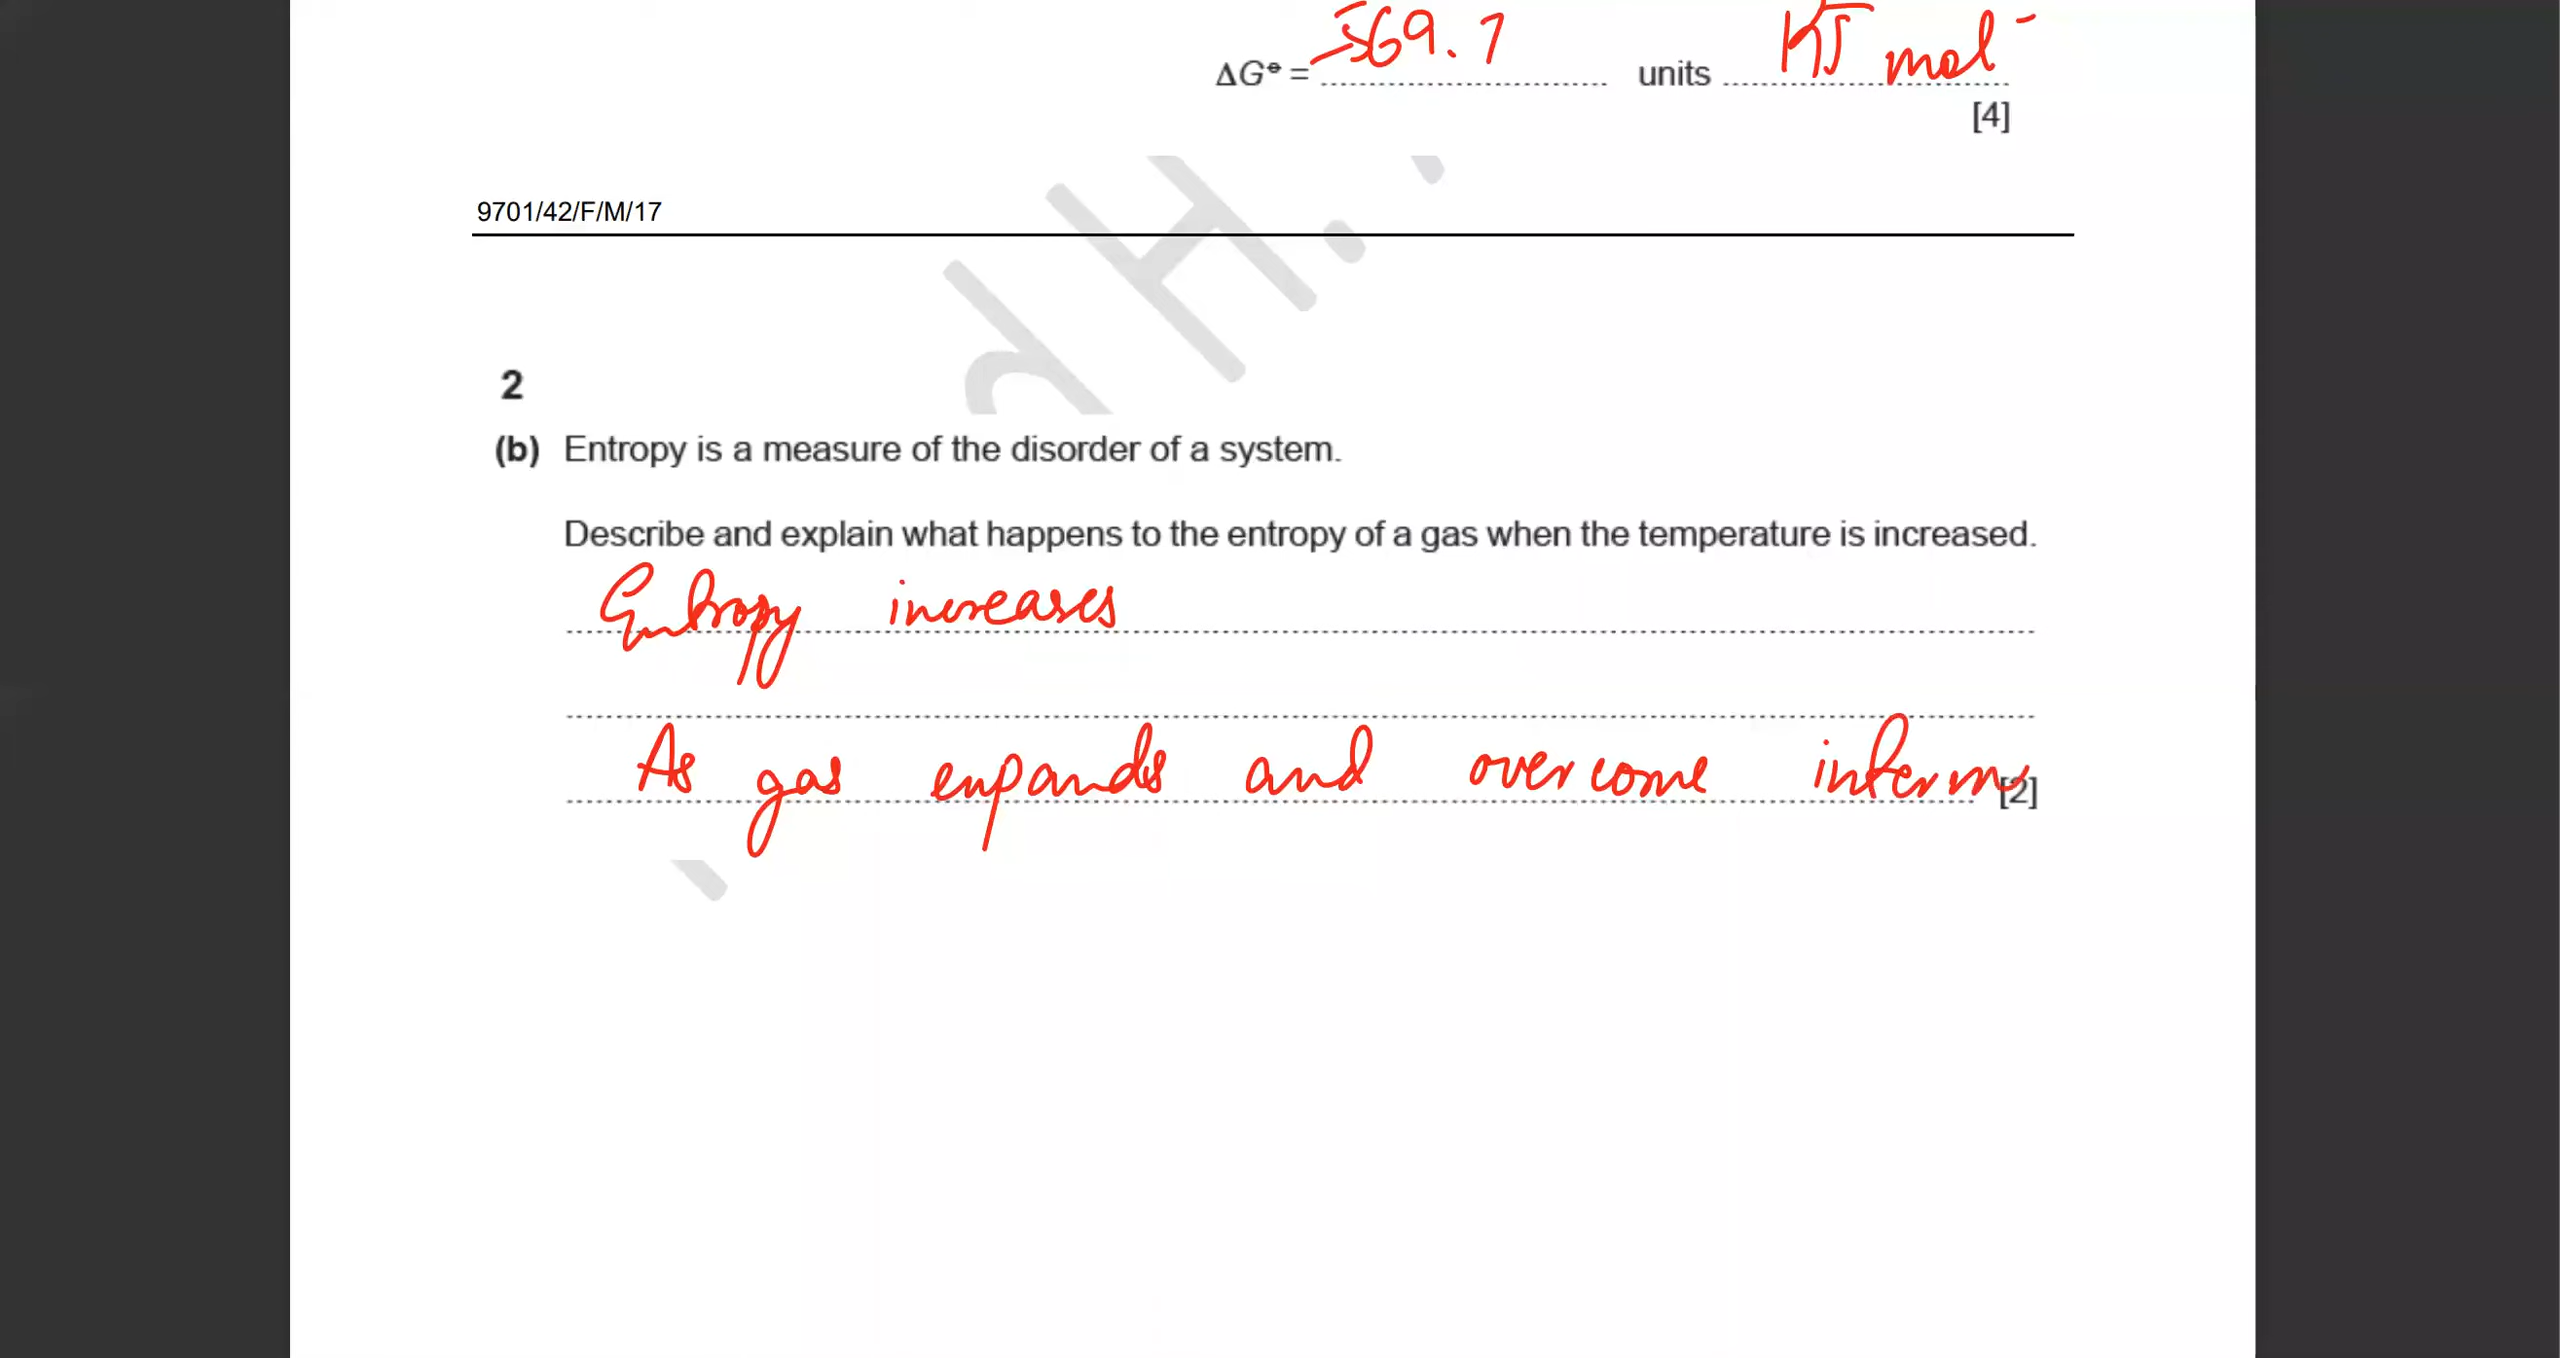 ΔG⦵ = -569.7 units KJ mol-
[4]
9701/42/F/M/17
d H.
2
(b) Entropy is a measure of the disorder of a system.
Describe and explain what happens to the entropy of a gas when the temperature is increased.
Entropy increases
As gas expands and overcome interm
[2]